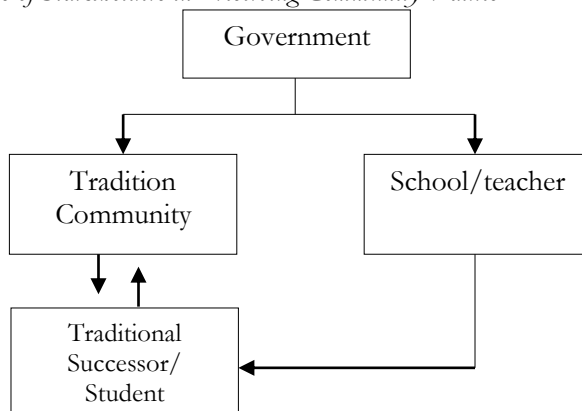 Government
Tradition
Community
School/teacher
Traditional
Successor/
Student